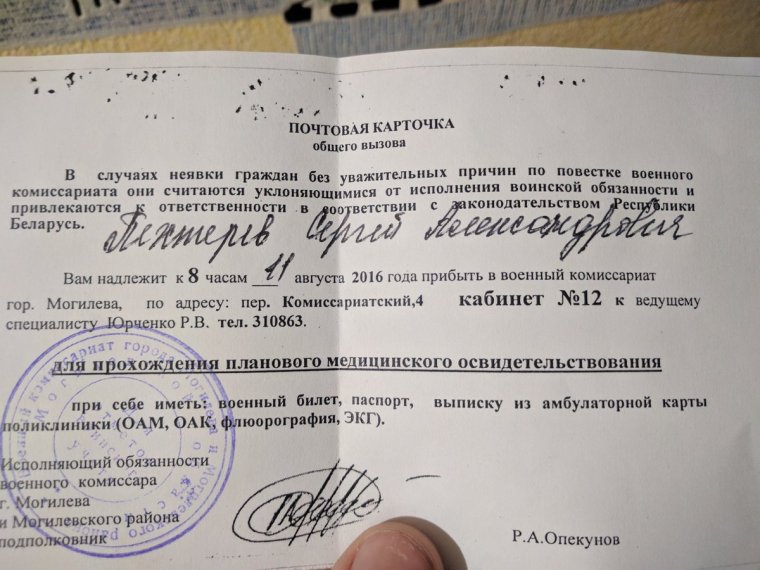 ПОЧТОВАЯ КАРТОЧКА
общего вызова
В случаях неявки граждан без уважительных причин по повестке военного
комиссариата они считаются уклоняющимися от исполнения воинской обязанности и
привлекаются к ответственности в соответствии с законодательством Республики
Беларусь.
Пехтерев Сергей Александрович
Вам надлежит к 8 часам 11 августа 2016 года прибыть в военный комиссариат
гор. Могилева, по адресу: пер. Комиссариатский,4 кабинет №12 к ведущему
специалисту Юрченко Р.В. тел. 310863.
для прохождения планового медицинского освидетельствования
при себе иметь: военный билет, паспорт, выписку из амбулаторной карты
поликлиники (ОАМ, ОАК, флюорография, ЭКГ).
Исполняющий обязанности
военного комиссара
г. Могилева
и Могилевского района
подполковник
Р.А.Опекунов